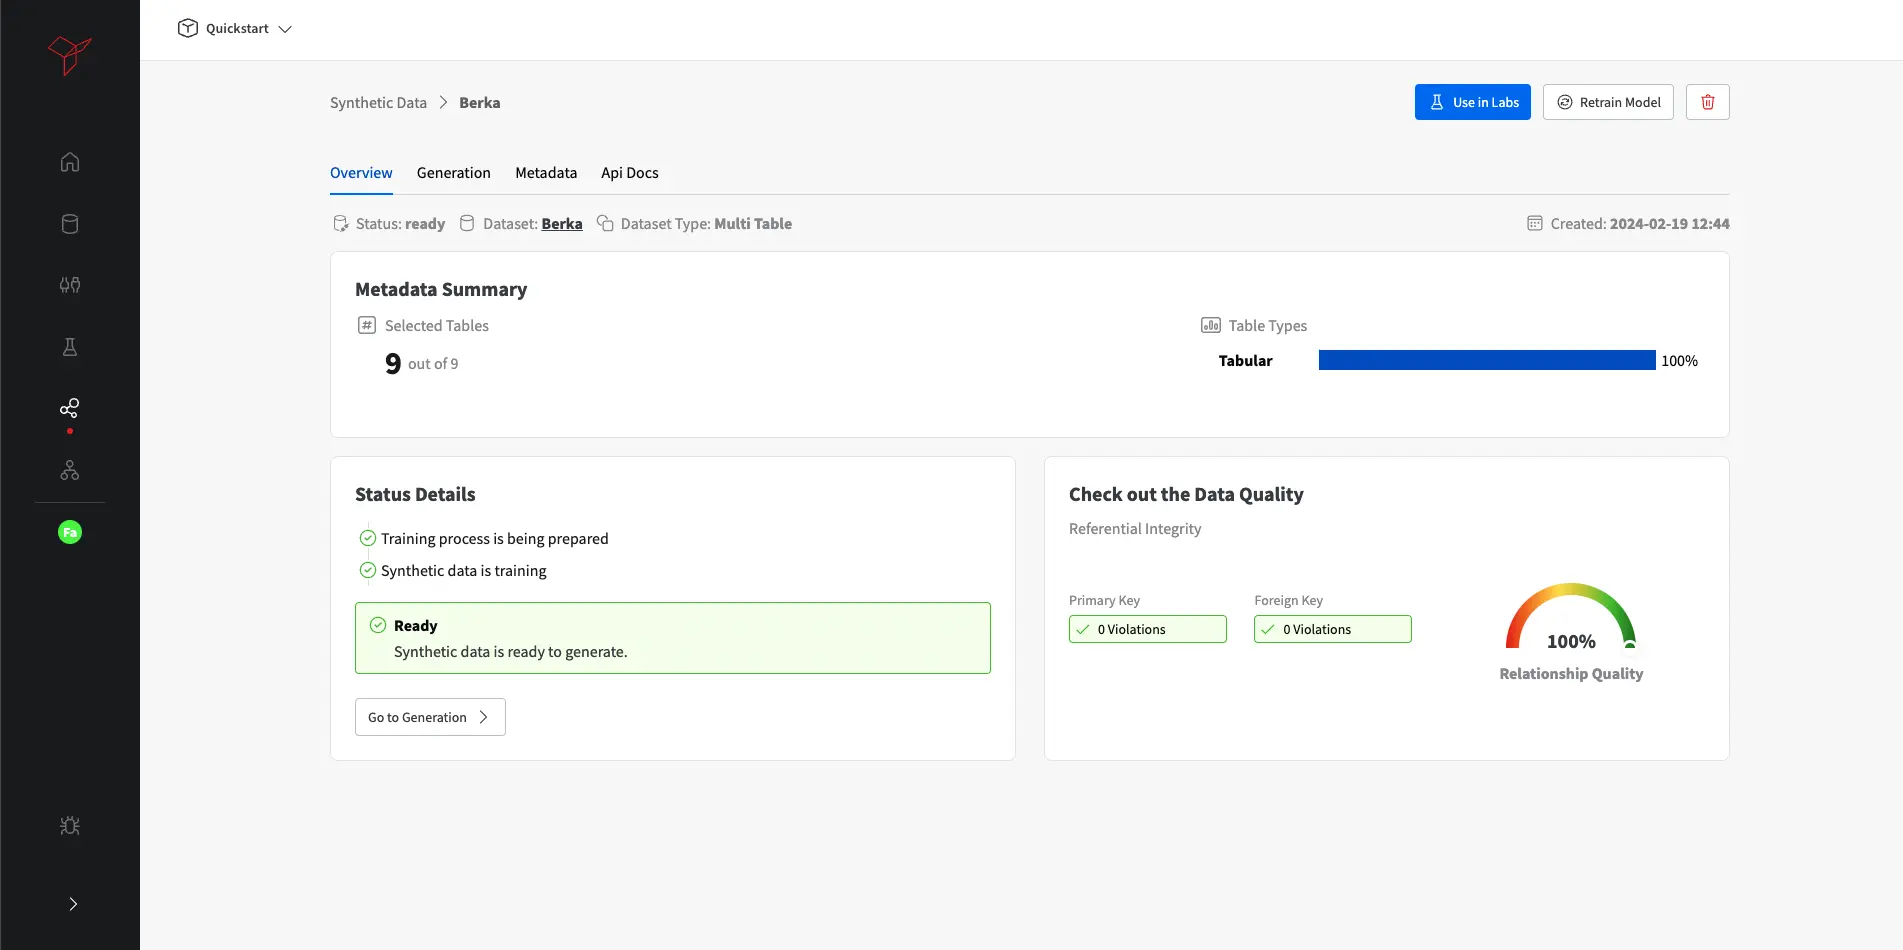 Quickstart
Synthetic Data > Berka
Use in Labs
Retrain Model
Overview
Generation
Metadata
Api Docs
Status: ready
Dataset: Berka
Dataset Type: Multi Table
Created: 2024-02-19 12:44
Metadata Summary
# Selected Tables
9 out of 9
Table Types
Tabular
100%
Status Details
Training process is being prepared
Synthetic data is training
Ready
Synthetic data is ready to generate.
Go to Generation
Check out the Data Quality
Referential Integrity
Primary Key
0 Violations
Foreign Key
0 Violations
100%
Relationship Quality
Fa